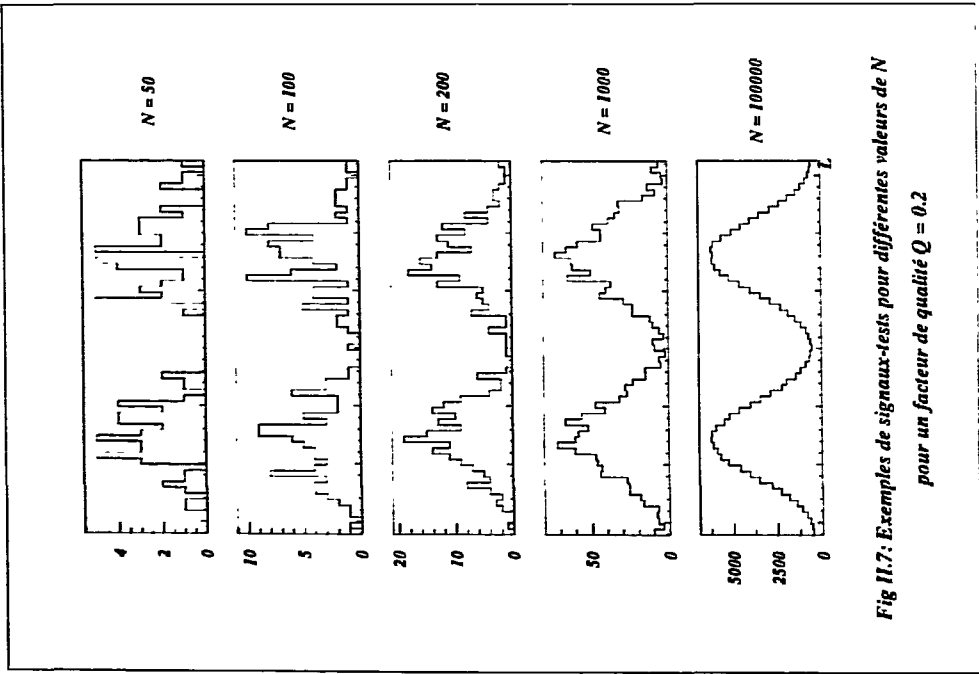 N = 50
4
2
0
N = 100
10
5
0
N = 200
20
10
0
N = 1000
50
0
N = 100000
5000
2500
0
L
Fig II.7: Exemples de signaux-tests pour différentes valeurs de N
pour un facteur de qualité Q = 0.2